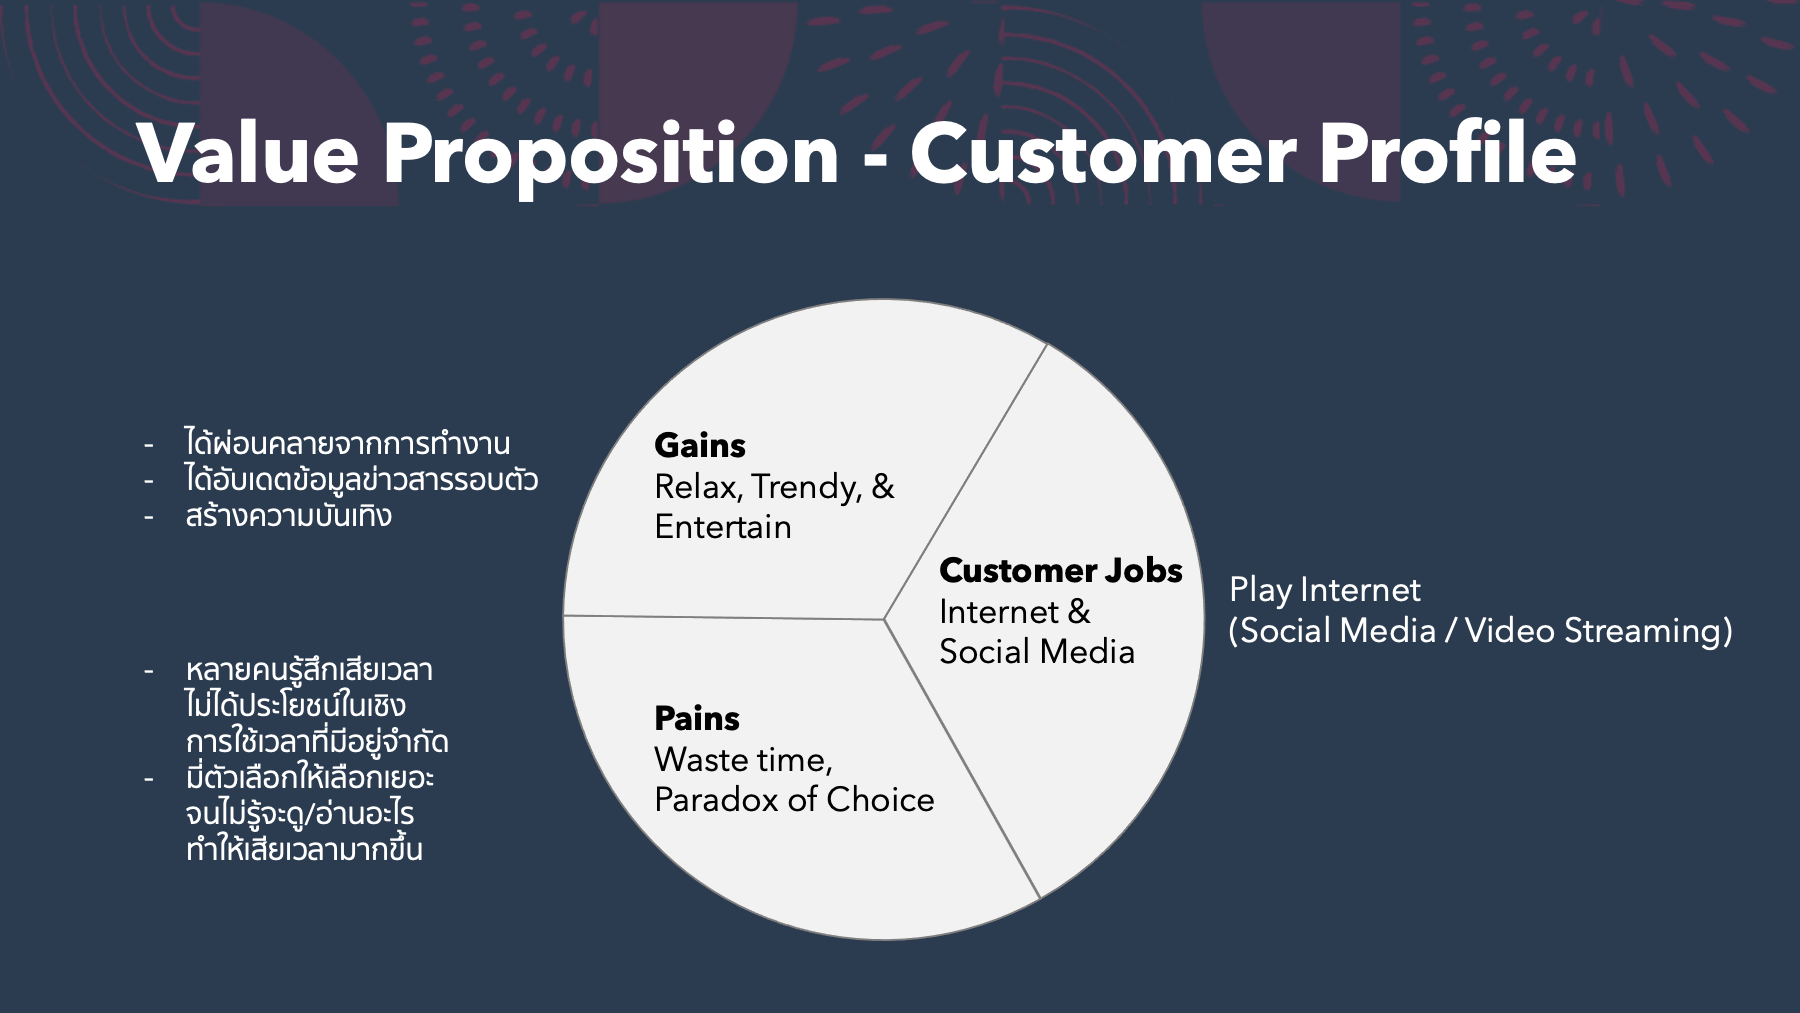 Value Proposition - Customer Profile
- ได้ผ่อนคลายจากการทำงาน
- ได้อับเดตข้อมูลข่าวสารรอบตัว
- สร้างความบันเทิง
Gains
Relax, Trendy, &
Entertain
Customer Jobs
Internet &
Social Media
Play Internet
(Social Media / Video Streaming)
- หลายคนรู้สึกเสียเวลา
ไม่ได้ประโยชน์ในเชิง
การใช้เวลาที่มีอยู่จำกัด
- มี่ตัวเลือกให้เลือกเยอะ
จนไม่รู้จะดู/อ่านอะไร
ทำให้เสียเวลามากขึ้น
Pains
Waste time,
Paradox of Choice